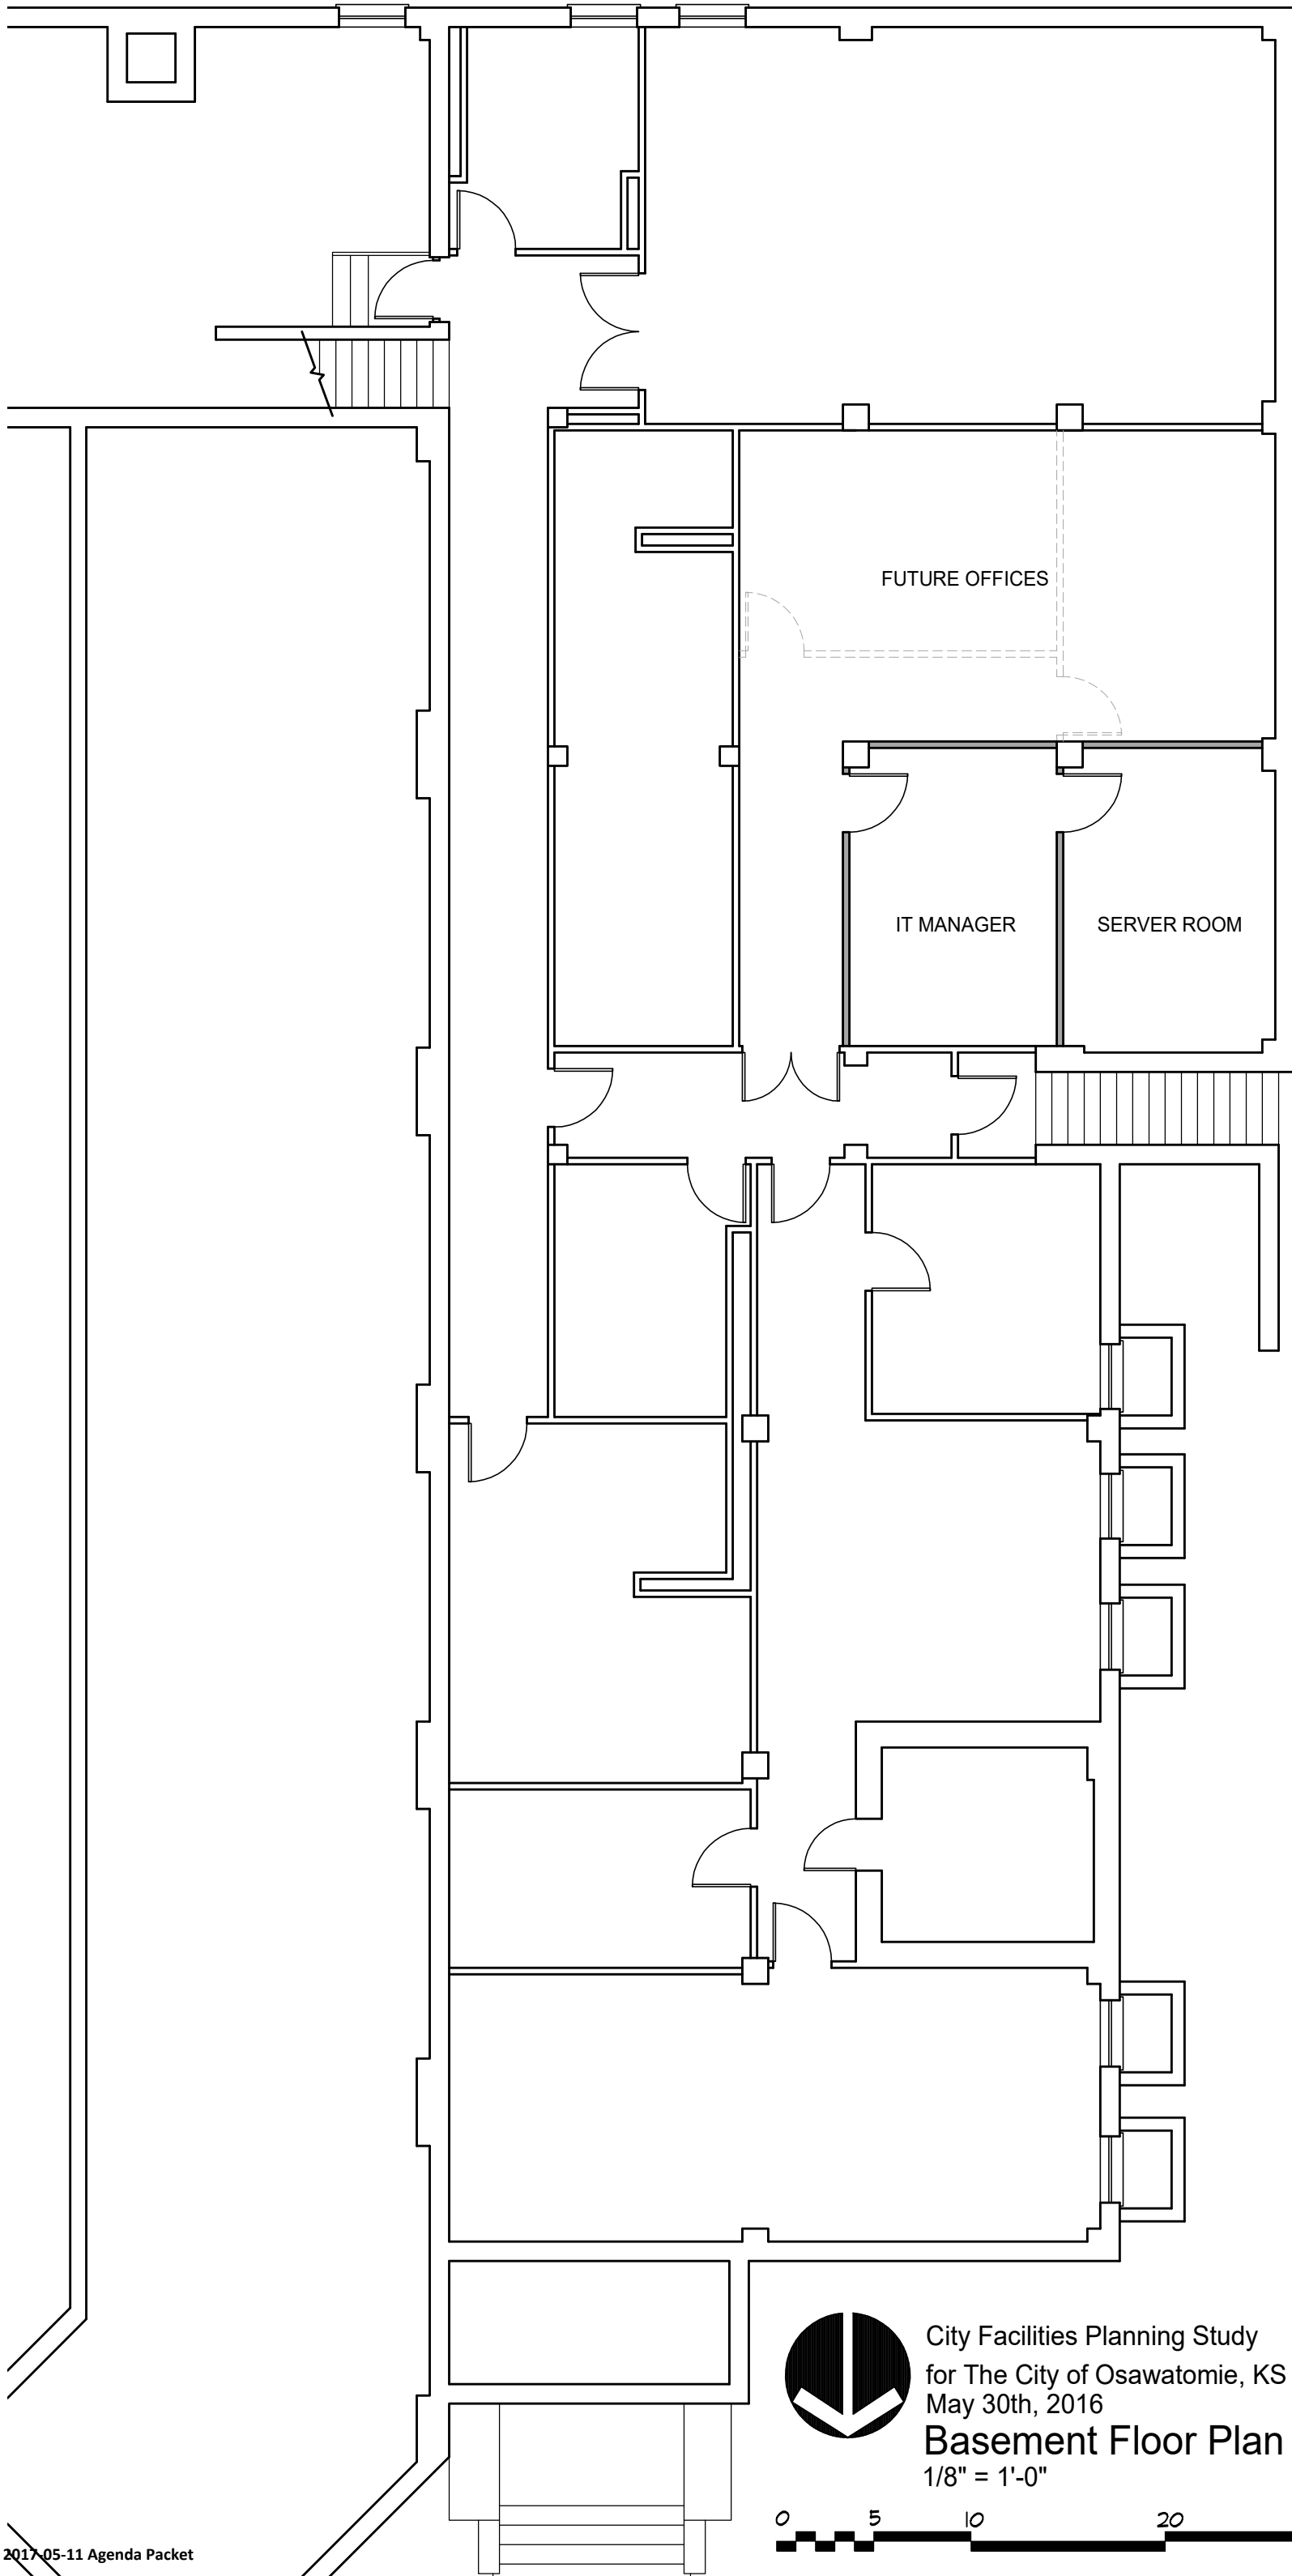 FUTURE OFFICES
IT MANAGER
SERVER ROOM
City Facilities Planning Study
for The City of Osawatomie, KS
May 30th, 2016
Basement Floor Plan
1/8" = 1'-0"
0 5 10 20
2017-05-11 Agenda Packet